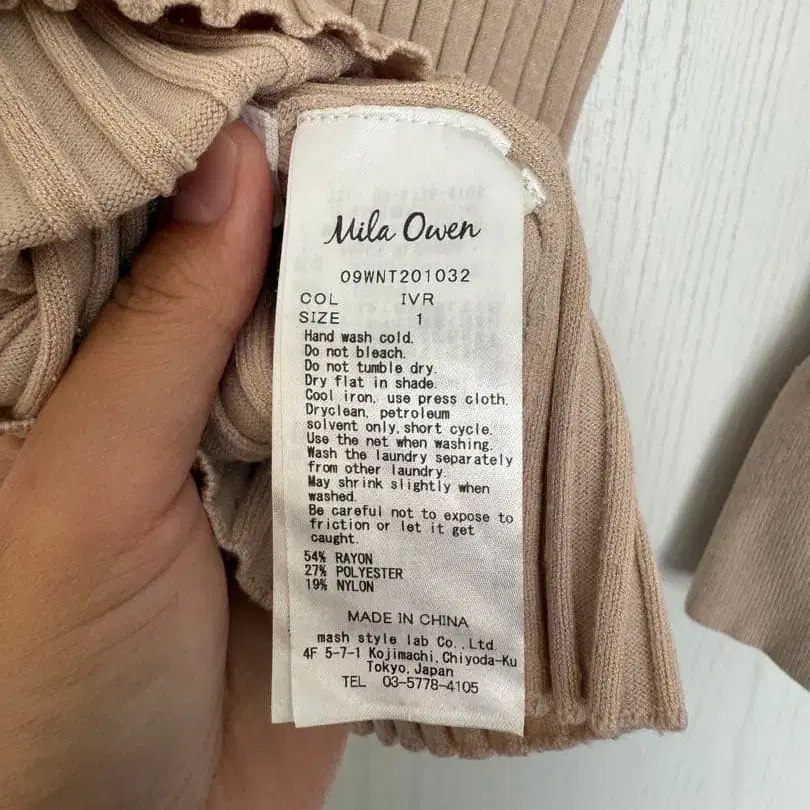 Mila Owen
09WNT201032
COL IVR
SIZE 1
Hand wash cold.
Do not bleach.
Do not tumble dry.
Dry flat in shade.
Cool iron, use press cloth.
Dryclean, petroleum
solvent only, short cycle.
Use the net when washing.
Wash the laundry separately
from other laundry.
May shrink slightly when
washed.
Be careful not to expose to
friction or let it get
caught.
54% RAYON
27% POLYESTER
19% NYLON
MADE IN CHINA
mash style lab Co., Ltd.
4F 5-7-1 Kojimachi, Chiyoda-Ku
Tokyo, Japan
TEL 03-5778-4105